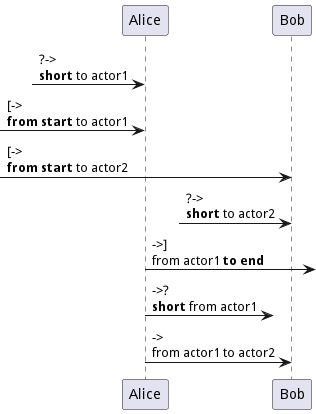 Alice Bob
?->
short to actor1
[->
from start to actor1
[->
from start to actor2
?->
short to actor2
->]
from actor1 to end
->?
short from actor1
->
from actor1 to actor2
Alice Bob